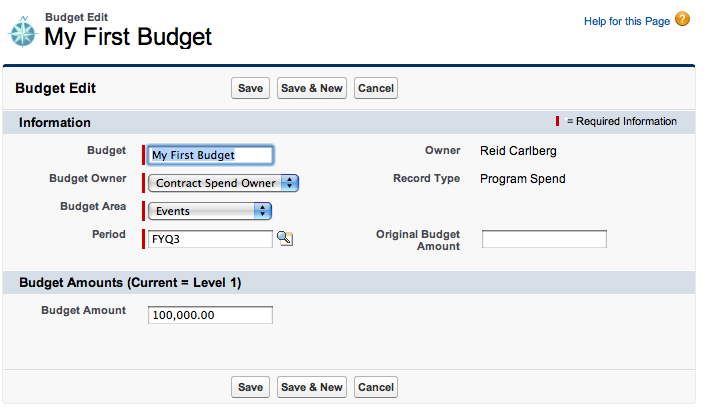 Budget Edit
My First Budget
Help for this Page ?
Budget Edit Save Save & New Cancel
Information = Required Information
Budget My First Budget Owner Reid Carlberg
Budget Owner Contract Spend Owner Record Type Program Spend
Budget Area Events
Period FYQ3 Original Budget
Amount
Budget Amounts (Current = Level 1)
Budget Amount 100,000.00
Save Save & New Cancel